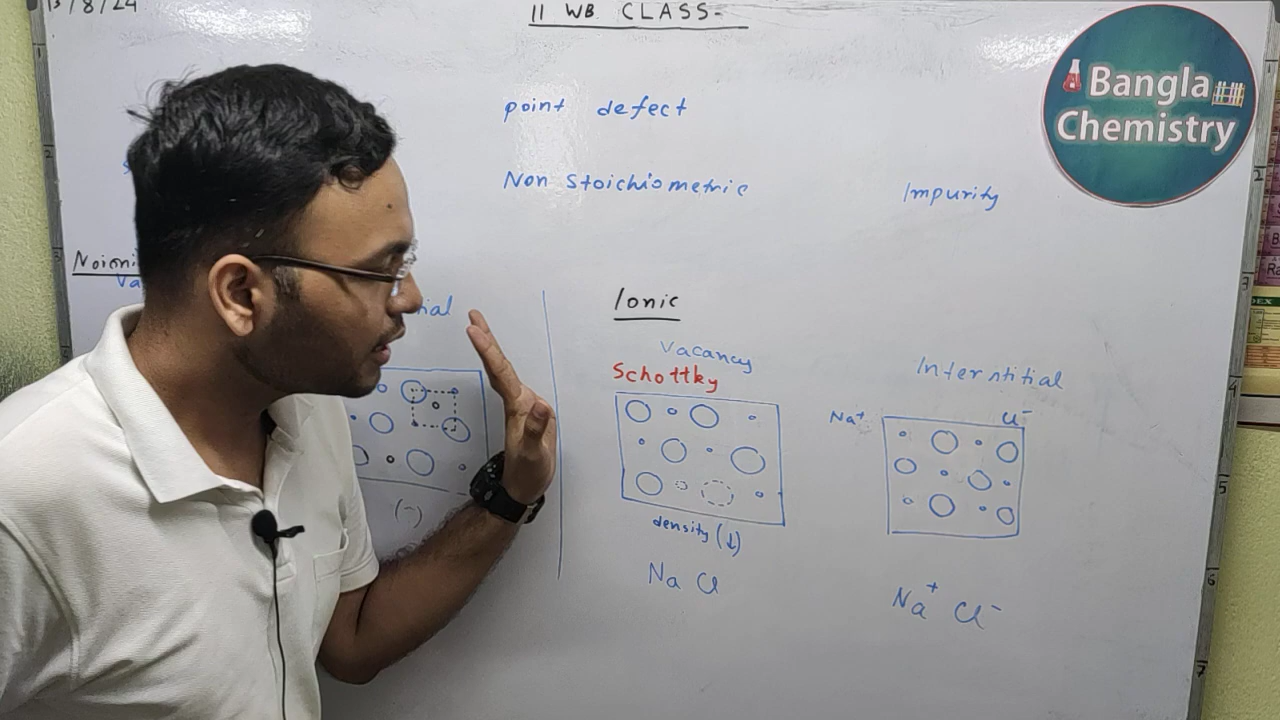 13/8/24
11 WB CLASS-
Bangla
Chemistry
point defect
Non Stoichiometric
Impurity
Ionic
Vacancy
Schottky
Interstitial
Na⁺
Cl⁻
(-)
density (↓)
Na Cl
Na⁺ Cl⁻